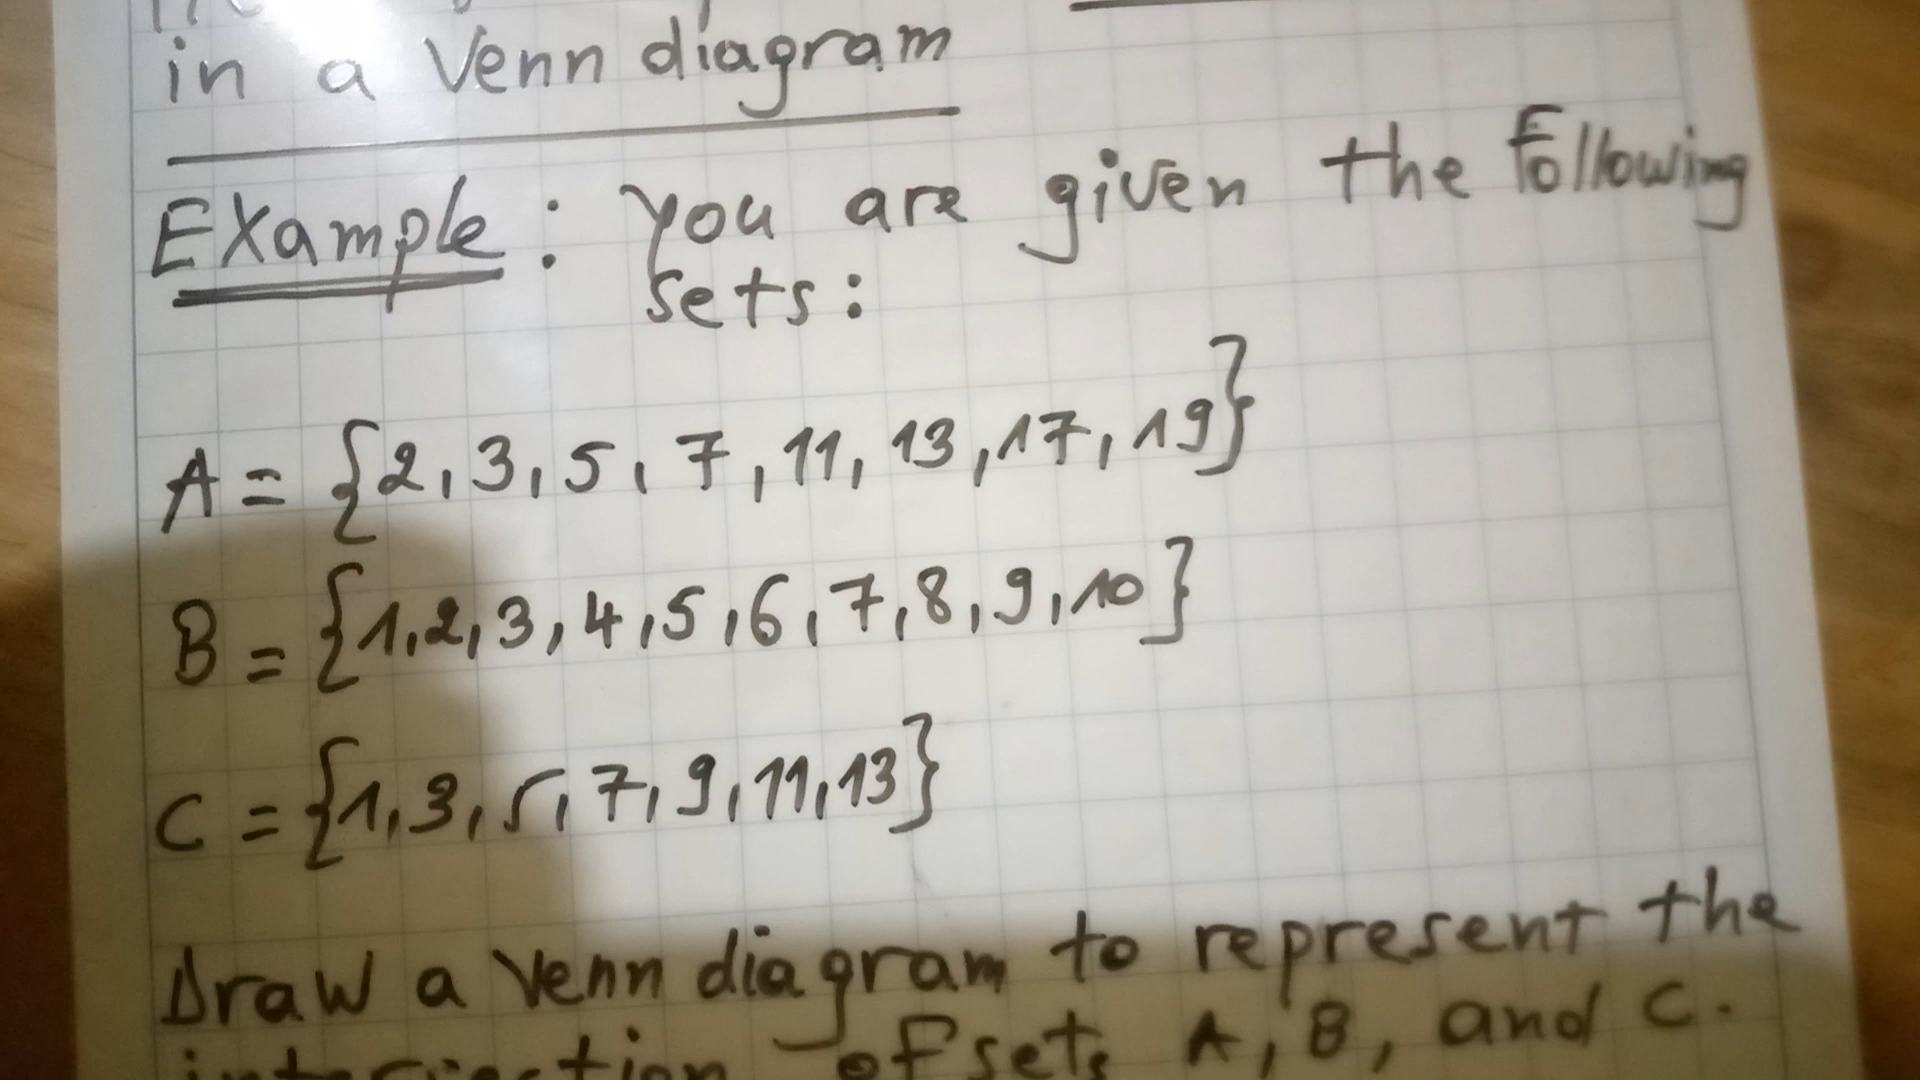 in a Venn diagram
Example: you are given the following
sets:
A = {2, 3, 5, 7, 11, 13, 17, 19}
B = {1, 2, 3, 4, 5, 6, 7, 8, 9, 10}
C = {1, 3, 5, 7, 9, 11, 13}
Draw a Venn diagram to represent the
intersection of sets A, B, and C.